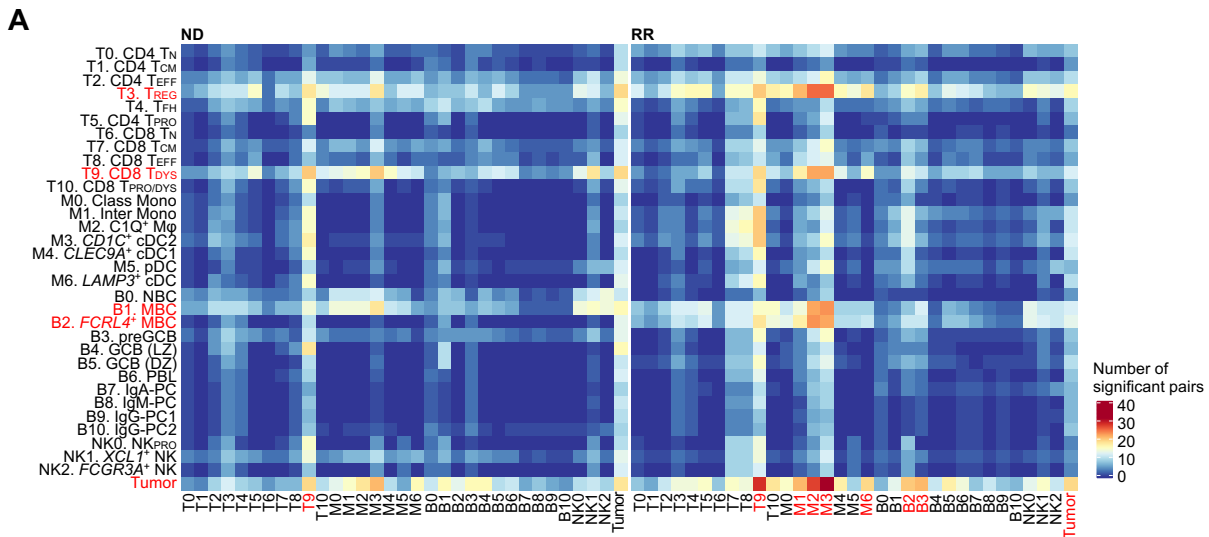 A
ND
RR
T0. CD4 TN
T1. CD4 TCM
T2. CD4 TEFF
T3. TREG
T4. TFH
T5. CD4 TPRO
T6. CD8 TN
T7. CD8 TCM
T8. CD8 TEFF
T9. CD8 TDYS
T10. CD8 TPRO/DYS
M0. Class Mono
M1. Inter Mono
M2. C1Q+ Mφ
M3. CD1C+ cDC2
M4. CLEC9A+ cDC1
M5. pDC
M6. LAMP3+ cDC
B0. NBC
B1. MBC
B2. FCRL4+ MBC
B3. preGCB
B4. GCB (LZ)
B5. GCB (DZ)
B6. PBL
B7. IgA-PC
B8. IgM-PC
B9. IgG-PC1
B10. IgG-PC2
NK0. NKPRO
NK1. XCL1+ NK
NK2. FCGR3A+ NK
Tumor
T0 T1 T2 T3 T4 T5 T6 T7 T8 T9 T10 M0 M1 M2 M3 M4 M5 M6 B0 B1 B2 B3 B4 B5 B6 B7 B8 B9 B10 NK0 NK1 NK2 Tumor
T0 T1 T2 T3 T4 T5 T6 T7 T8 T9 T10 M0 M1 M2 M3 M4 M5 M6 B0 B1 B2 B3 B4 B5 B6 B7 B8 B9 B10 NK0 NK1 NK2 Tumor
Number of
significant pairs
40
30
20
10
0